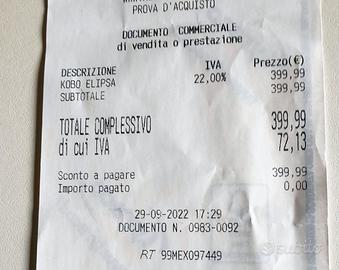 PROVA D'ACQUISTO
DOCUMENTO COMMERCIALE
di vendita o prestazione
DESCRIZIONE IVA Prezzo(€)
KOBO ELIPSA 22,00% 399,99
SUBTOTALE 399,99
TOTALE COMPLESSIVO 399,99
di cui IVA 72,13
Sconto a pagare 399,99
Importo pagato 0,00
29-09-2022 17:29
DOCUMENTO N. 0983-0092
RT 99MEX097449
subito